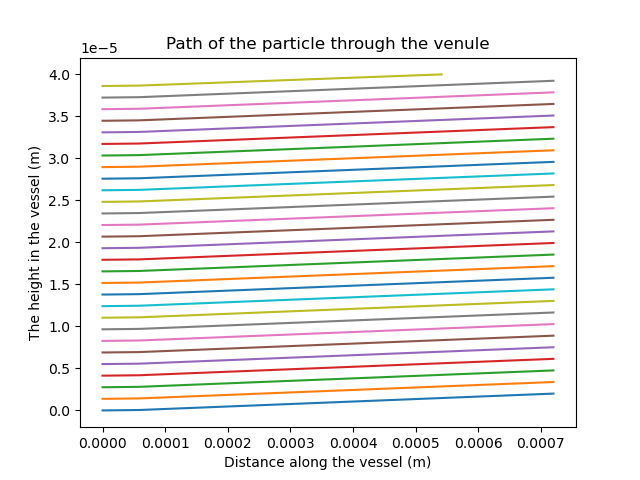 Path of the particle through the venule
1e−5
4.0
3.5
3.0
2.5
2.0
1.5
1.0
0.5
0.0
The height in the vessel (m)
0.0000 0.0001 0.0002 0.0003 0.0004 0.0005 0.0006 0.0007
Distance along the vessel (m)